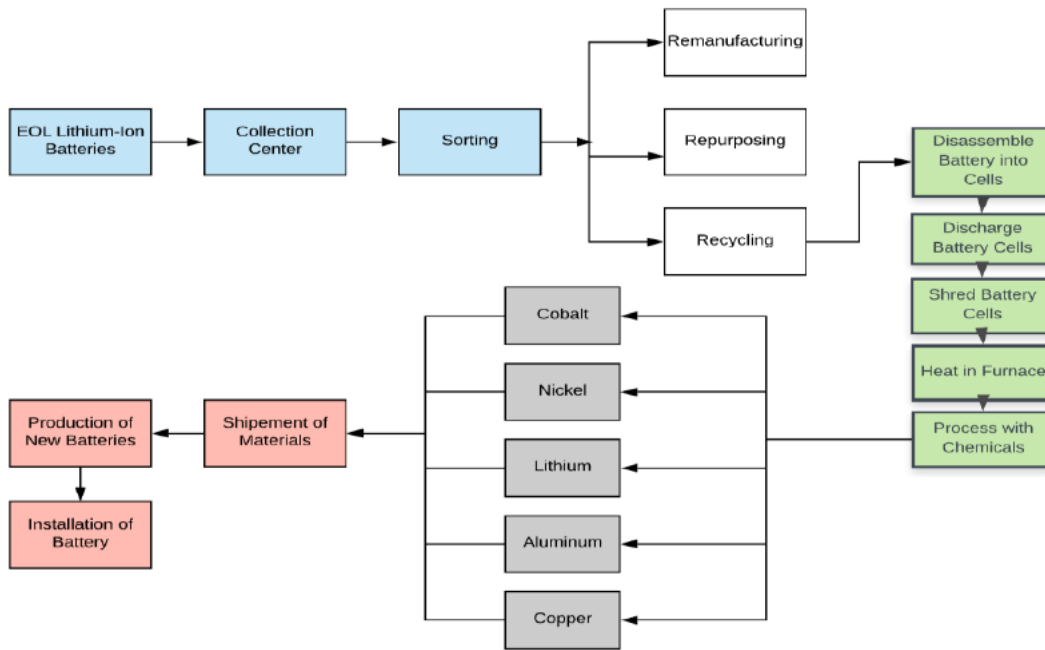 Remanufacturing
EOL Lithium-Ion
Batteries
Collection
Center
Sorting
Repurposing
Recycling
Disassemble
Battery into
Cells
Discharge
Battery Cells
Shred Battery
Cells
Heat in Furnace
Process with
Chemicals
Cobalt
Nickel
Lithium
Aluminum
Copper
Shipement of
Materials
Production of
New Batteries
Installation of
Battery